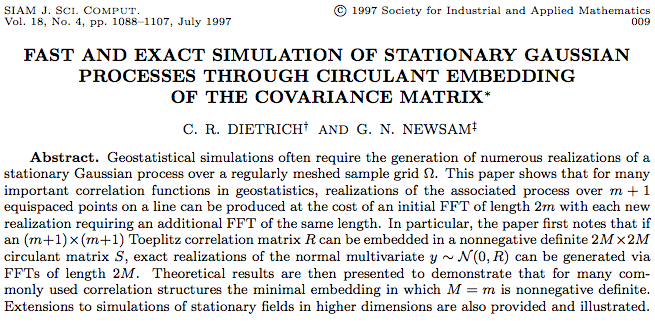 SIAM J. SCI. COMPUT.
Vol. 18, No. 4, pp. 1088–1107, July 1997
© 1997 Society for Industrial and Applied Mathematics
009
FAST AND EXACT SIMULATION OF STATIONARY GAUSSIAN
PROCESSES THROUGH CIRCULANT EMBEDDING
OF THE COVARIANCE MATRIX*
C. R. DIETRICH† AND G. N. NEWSAM‡
Abstract. Geostatistical simulations often require the generation of numerous realizations of a
stationary Gaussian process over a regularly meshed sample grid Ω. This paper shows that for many
important correlation functions in geostatistics, realizations of the associated process over m + 1
equispaced points on a line can be produced at the cost of an initial FFT of length 2m with each new
realization requiring an additional FFT of the same length. In particular, the paper first notes that if
an (m+1)×(m+1) Toeplitz correlation matrix R can be embedded in a nonnegative definite 2M×2M
circulant matrix S, exact realizations of the normal multivariate y ∼ N(0, R) can be generated via
FFTs of length 2M. Theoretical results are then presented to demonstrate that for many com-
monly used correlation structures the minimal embedding in which M = m is nonnegative definite.
Extensions to simulations of stationary fields in higher dimensions are also provided and illustrated.